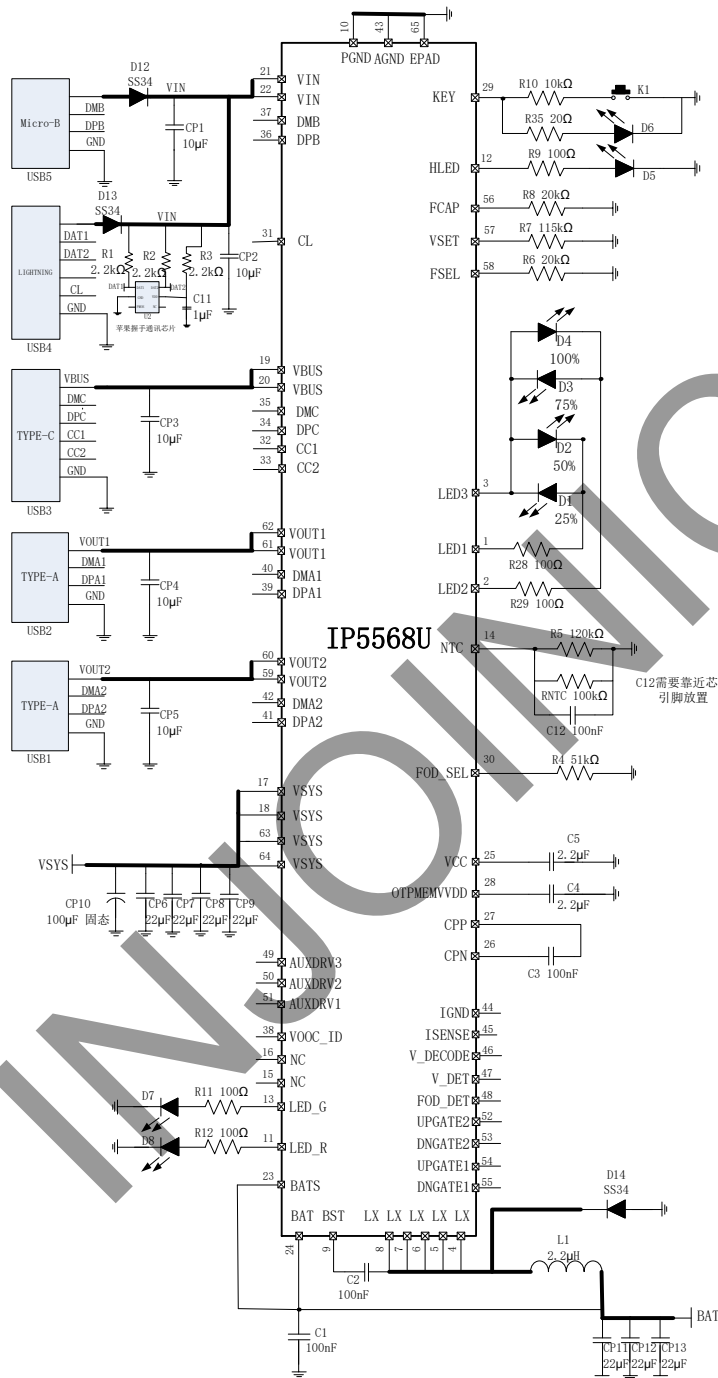 10
43
65
PGND AGND EPAD
D12
SS34
VIN
Micro-B
DMB
DPB
GND
USB5
CP1
10μF
21
VIN
22
VIN
37
DMB
36
DPB
D13
SS34
VIN
LIGHTNING
DAT1
DAT2
CL
GND
USB4
R1
2.2kΩ
R2
2.2kΩ
R3
2.2kΩ
DAT1
DAT2
U2
苹果握手通讯芯片
C11
1μF
CP2
10μF
31
CL
29
KEY
R10 10kΩ
K1
R35 20Ω
D6
12
HLED
R9 100Ω
D5
56
FCAP
R8 20kΩ
57
VSET
R7 115kΩ
58
FSEL
R6 20kΩ
D4
100%
D3
75%
D2
50%
D1
25%
3
LED3
1
LED1
R28 100Ω
2
LED2
R29 100Ω
TYPE-C
VBUS
DMC
DPC
CC1
CC2
GND
USB3
CP3
10μF
19
VBUS
20
VBUS
35
DMC
34
DPC
32
CC1
33
CC2
TYPE-A
VOUT1
DMA1
DPA1
GND
USB2
CP4
10μF
62
VOUT1
61
VOUT1
40
DMA1
39
DPA1
IP5568U
TYPE-A
VOUT2
DMA2
DPA2
GND
USB1
CP5
10μF
60
VOUT2
59
VOUT2
42
DMA2
41
DPA2
14
NTC
R5 120kΩ
RNTC 100kΩ
C12 100nF
C12需要靠近芯
引脚放置
30
FOD_SEL
R4 51kΩ
17
VSYS
18
VSYS
63
VSYS
64
VSYS
VSYS
CP10
100μF 固态
CP6
22μF
CP7
22μF
CP8
22μF
CP9
22μF
25
VCC
C5
2.2μF
28
OTPMEMVVDD
C4
2.2μF
27
CPP
26
CPN
C3 100nF
49
AUXDRV3
50
AUXDRV2
51
AUXDRV1
38
VOOC_ID
16
NC
15
NC
13
LED_G
D7
R11 100Ω
11
LED_R
D8
R12 100Ω
23
BATS
44
IGND
45
ISENSE
46
V_DECODE
47
V_DET
48
FOD_DET
52
UPGATE2
53
DNGATE2
54
UPGATE1
55
DNGATE1
BAT BST LX LX LX LX LX
24
9
8
7
6
5
4
C2
100nF
C1
100nF
D14
SS34
L1
2.2μH
BAT
CP11
22μF
CP12
22μF
CP13
22μF
INJOINIC